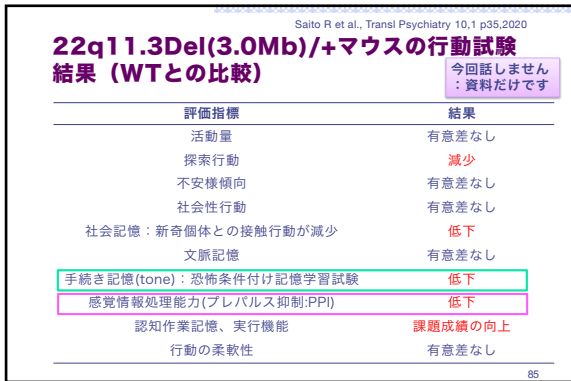 Saito R et al., Transl Psychiatry 10,1 p35,2020
22q11.3Del(3.0Mb)/+マウスの行動試験
結果（WTとの比較）
今回話しません
：資料だけです
評価指標 結果
活動量 有意差なし
探索行動 減少
不安様傾向 有意差なし
社会性行動 有意差なし
社会記憶：新奇個体との接触行動が減少 低下
文脈記憶 有意差なし
手続き記憶(tone)：恐怖条件付け記憶学習試験 低下
感覚情報処理能力(プレパルス抑制:PPI) 低下
認知作業記憶、実行機能 課題成績の向上
行動の柔軟性 有意差なし
85